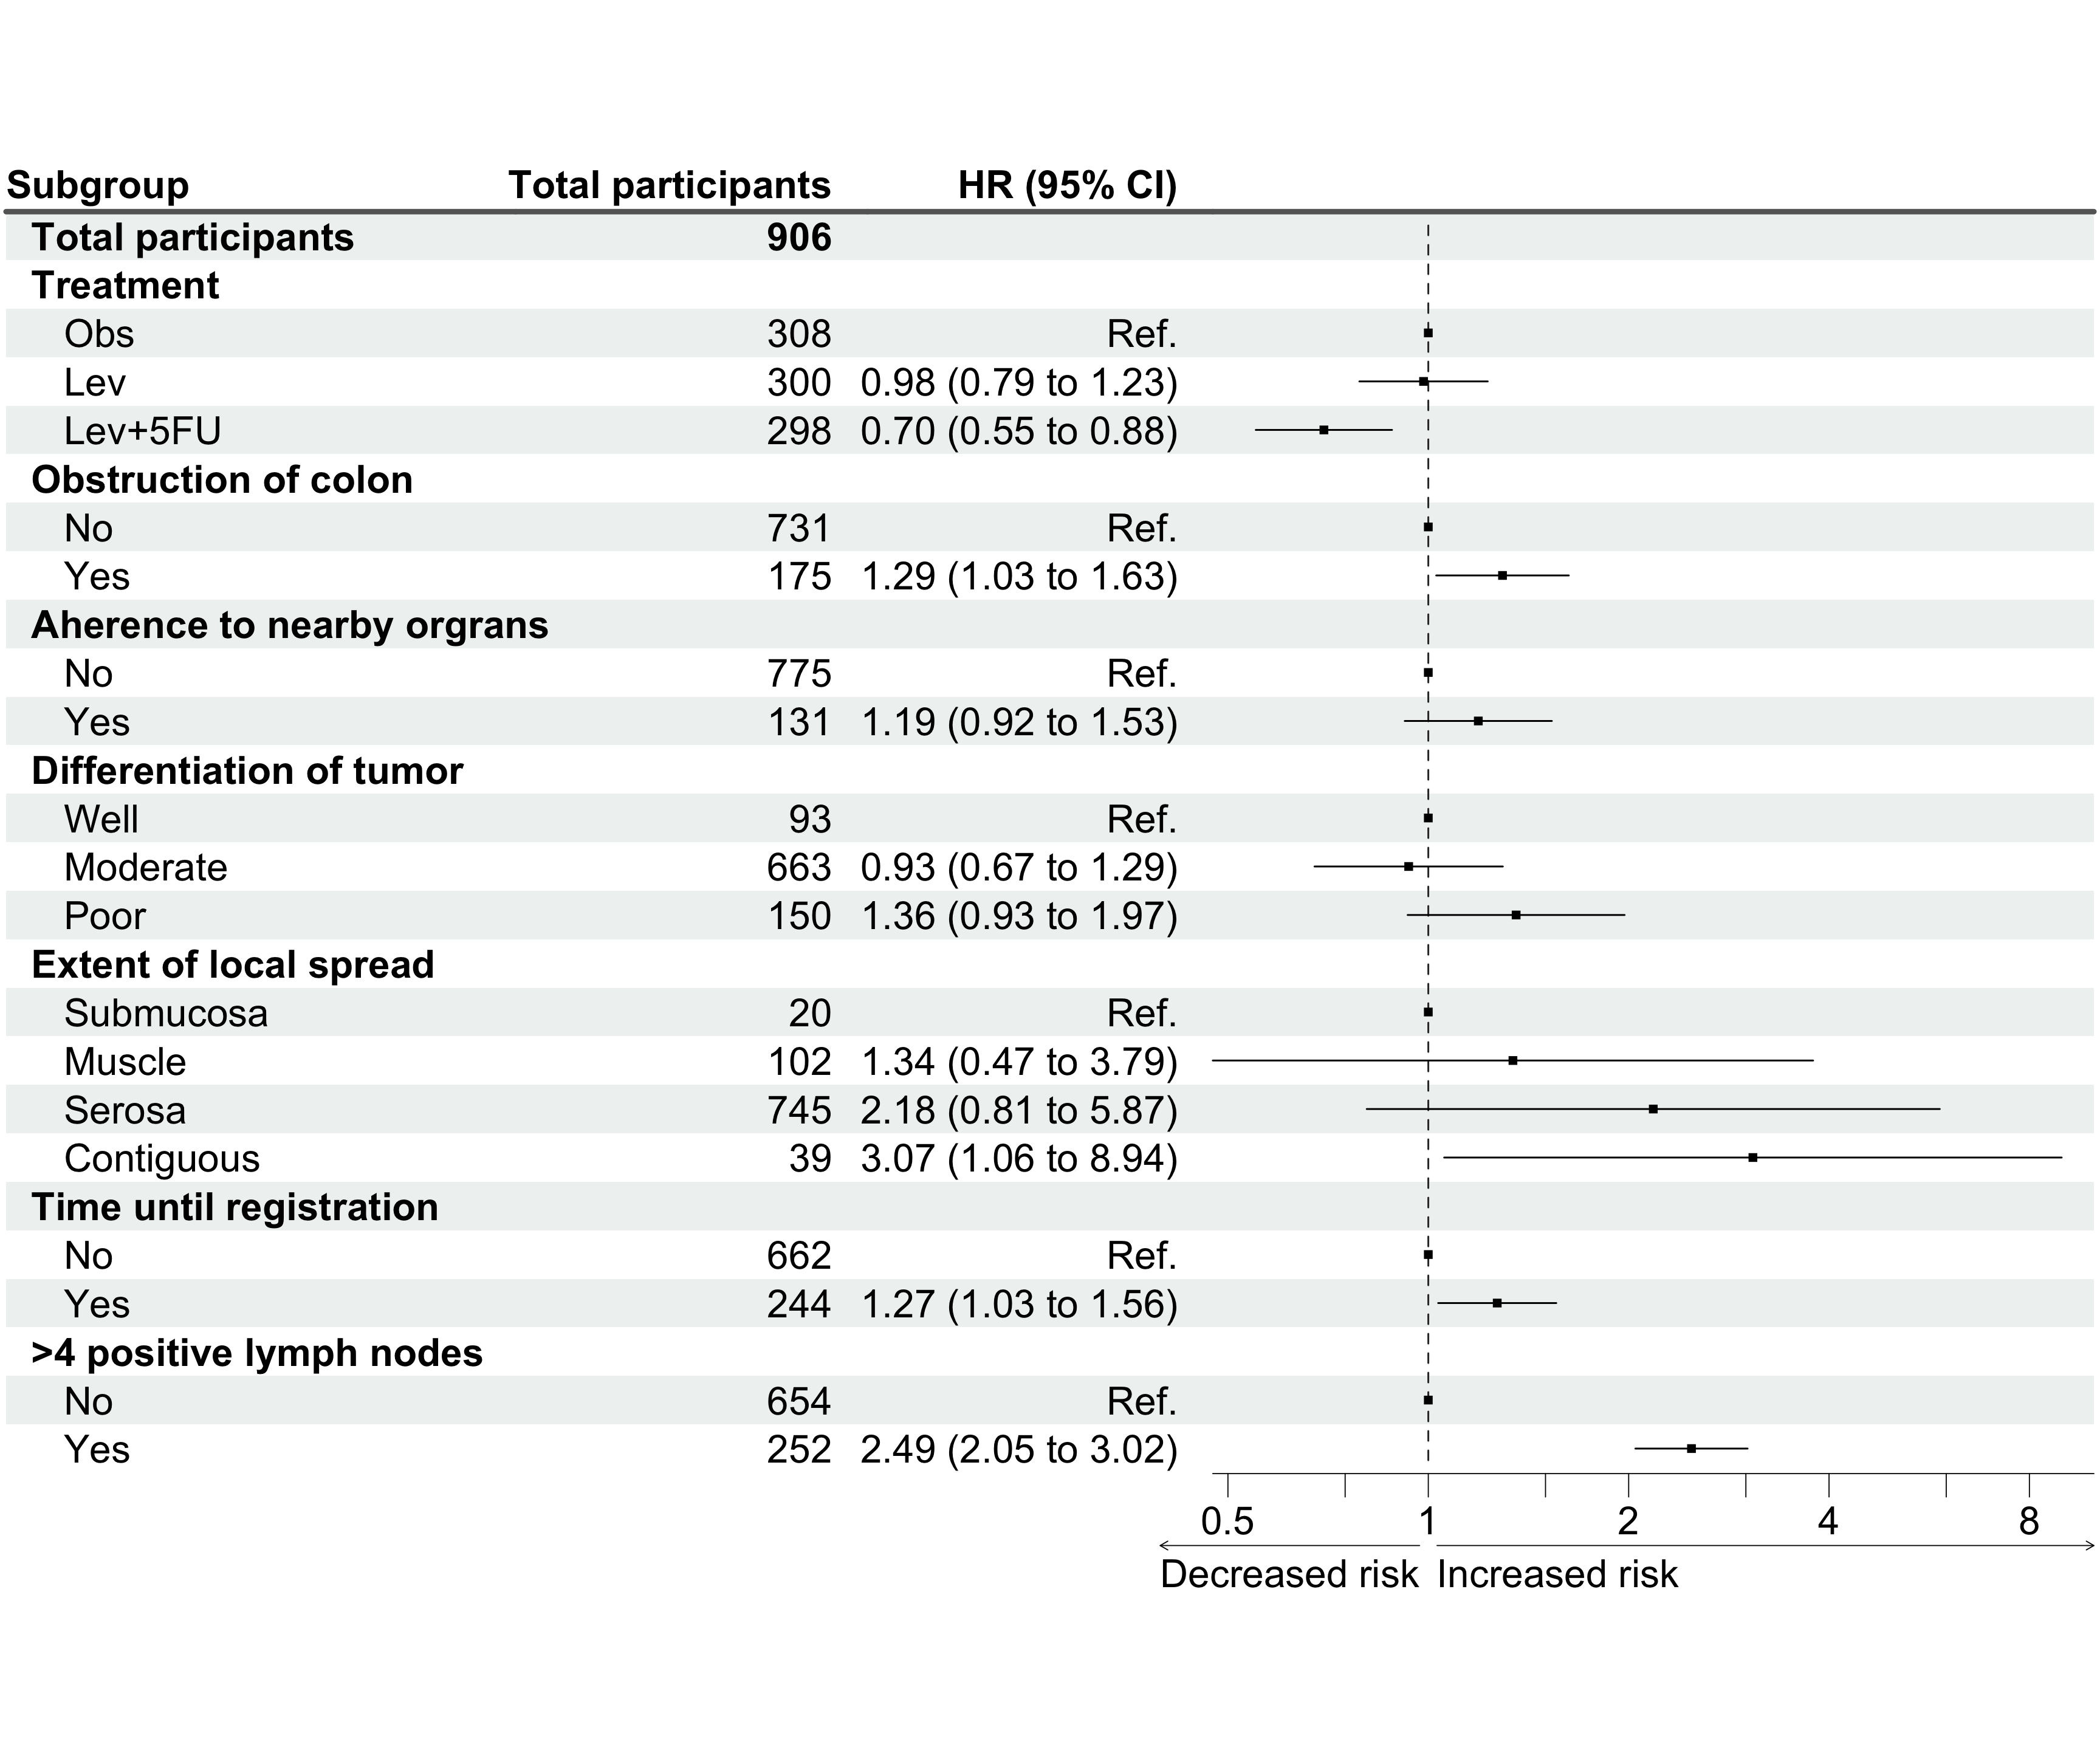 Subgroup Total participants HR (95% CI)
Total participants 906
Treatment
Obs 308 Ref.
Lev 300 0.98 (0.79 to 1.23)
Lev+5FU 298 0.70 (0.55 to 0.88)
Obstruction of colon
No 731 Ref.
Yes 175 1.29 (1.03 to 1.63)
Aherence to nearby orgrans
No 775 Ref.
Yes 131 1.19 (0.92 to 1.53)
Differentiation of tumor
Well 93 Ref.
Moderate 663 0.93 (0.67 to 1.29)
Poor 150 1.36 (0.93 to 1.97)
Extent of local spread
Submucosa 20 Ref.
Muscle 102 1.34 (0.47 to 3.79)
Serosa 745 2.18 (0.81 to 5.87)
Contiguous 39 3.07 (1.06 to 8.94)
Time until registration
No 662 Ref.
Yes 244 1.27 (1.03 to 1.56)
>4 positive lymph nodes
No 654 Ref.
Yes 252 2.49 (2.05 to 3.02)
0.5 1 2 4 8
Decreased risk Increased risk